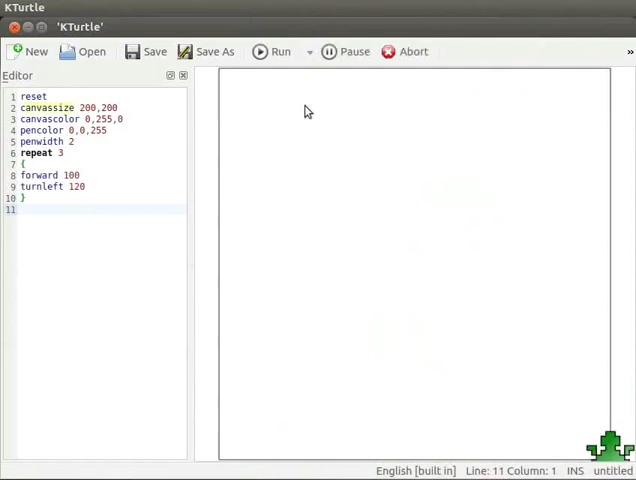 KTurtle
'KTurtle'
New Open Save Save As Run Pause Abort »
Editor
1 reset
2 canvassize 200,200
3 canvascolor 0,255,0
4 pencolor 0,0,255
5 penwidth 2
6 repeat 3
7 {
8 forward 100
9 turnleft 120
10 }
11
English [built in] Line: 11 Column: 1 INS untitled